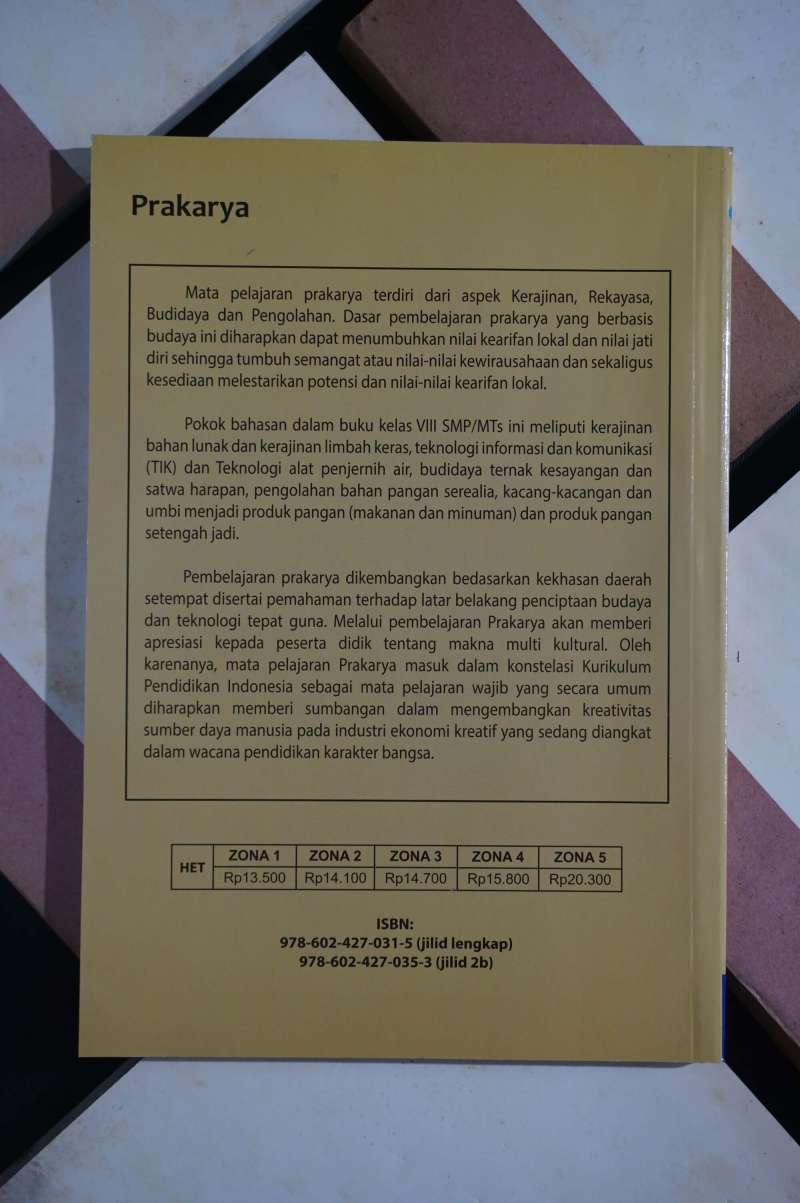 Prakarya
Mata pelajaran prakarya terdiri dari aspek Kerajinan, Rekayasa,
Budidaya dan Pengolahan. Dasar pembelajaran prakarya yang berbasis
budaya ini diharapkan dapat menumbuhkan nilai kearifan lokal dan nilai jati
diri sehingga tumbuh semangat atau nilai-nilai kewirausahaan dan sekaligus
kesediaan melestarikan potensi dan nilai-nilai kearifan lokal.
Pokok bahasan dalam buku kelas VIII SMP/MTs ini meliputi kerajinan
bahan lunak dan kerajinan limbah keras, teknologi informasi dan komunikasi
(TIK) dan Teknologi alat penjernih air, budidaya ternak kesayangan dan
satwa harapan, pengolahan bahan pangan serealia, kacang-kacangan dan
umbi menjadi produk pangan (makanan dan minuman) dan produk pangan
setengah jadi.
Pembelajaran prakarya dikembangkan bedasarkan kekhasan daerah
setempat disertai pemahaman terhadap latar belakang penciptaan budaya
dan teknologi tepat guna. Melalui pembelajaran Prakarya akan memberi
apresiasi kepada peserta didik tentang makna multi kultural. Oleh
karenanya, mata pelajaran Prakarya masuk dalam konstelasi Kurikulum
Pendidikan Indonesia sebagai mata pelajaran wajib yang secara umum
diharapkan memberi sumbangan dalam mengembangkan kreativitas
sumber daya manusia pada industri ekonomi kreatif yang sedang diangkat
dalam wacana pendidikan karakter bangsa.
HET ZONA 1 ZONA 2 ZONA 3 ZONA 4 ZONA 5
Rp13.500 Rp14.100 Rp14.700 Rp15.800 Rp20.300
ISBN:
978-602-427-031-5 (jilid lengkap)
978-602-427-035-3 (jilid 2b)